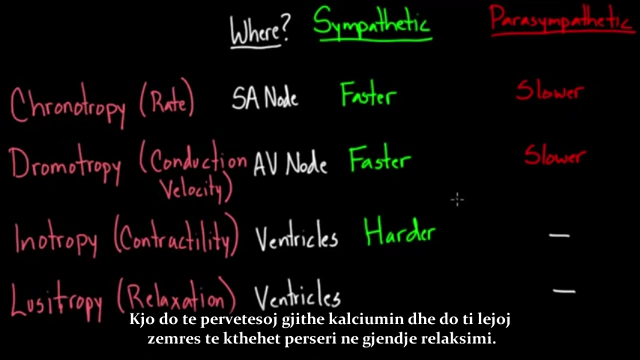 Where? Sympathetic Parasympathetic
Chronotropy (Rate) SA Node Faster Slower
Dromotropy (Conduction Velocity) AV Node Faster Slower
Inotropy (Contractility) Ventricles Harder —
Lusitropy (Relaxation) Ventricles —
Kjo do te pervetesoj gjithe kalciumin dhe do ti lejoj
zemres te kthehet perseri ne gjendje relaksimi.